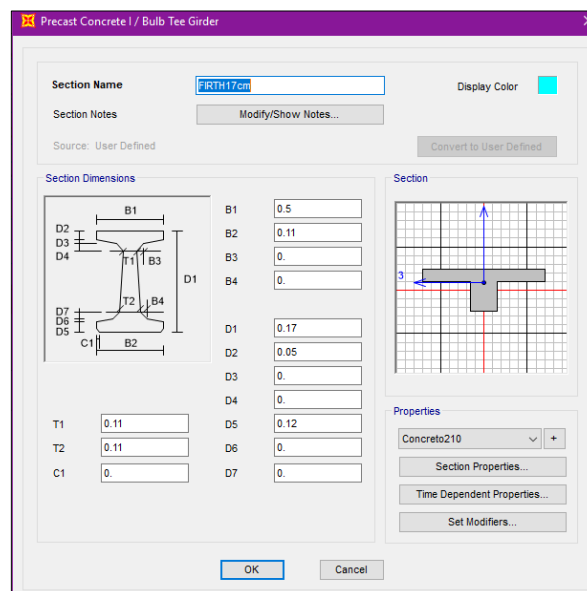 Precast Concrete I / Bulb Tee Girder
Section Name FIRTH17cm Display Color
Section Notes Modify/Show Notes...
Source: User Defined Convert to User Defined
Section Dimensions
B1
D2
D3
D4
T1
B3
D1
D7
D6
D5
T2
B4
C1
B2
B1 0.5
B2 0.11
B3 0.
B4 0.
D1 0.17
D2 0.05
D3 0.
D4 0.
T1 0.11 D5 0.12
T2 0.11 D6 0.
C1 0. D7 0.
Section
3
Properties
Concreto210 +
Section Properties...
Time Dependent Properties...
Set Modifiers...
OK Cancel